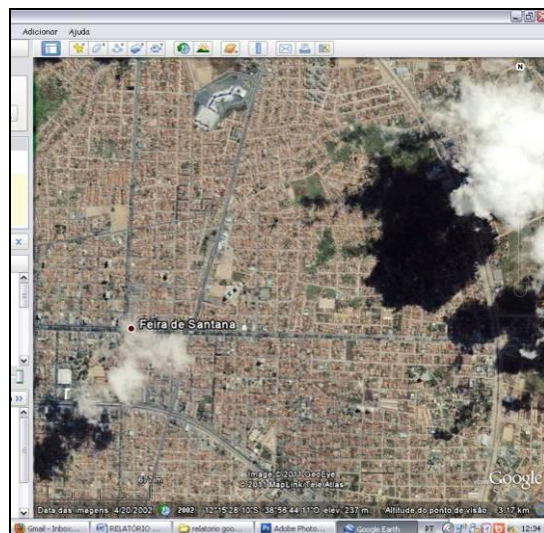 Adicionar Ajuda
N
Feira de Santana
Image © 2011 GeoEye
© 2011 MapLink/Tele Atlas
Google
Data das imagens: 4/20/2002
2002
12°15'28.10"S 38°56'44.11"O elev 237 m
Altitude do ponto de visão 3.17 km
Gmail - Inbox...
RELATÓRIO ...
relatorio goo...
Adobe Photo...
Google Earth
PT
12:34